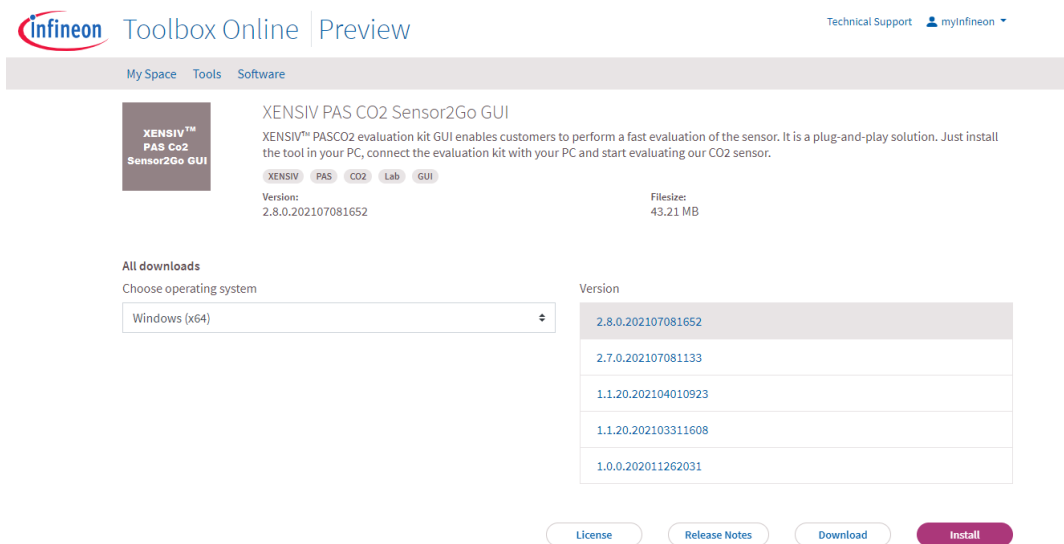 infineon Toolbox Online Preview
Technical Support myInfineon
My Space Tools Software
XENSIV™
PAS Co2
Sensor2Go GUI
XENSIV PAS CO2 Sensor2Go GUI
XENSIV™ PASCO2 evaluation kit GUI enables customers to perform a fast evaluation of the sensor. It is a plug-and-play solution. Just install
the tool in your PC, connect the evaluation kit with your PC and start evaluating our CO2 sensor.
XENSIV PAS CO2 Lab GUI
Version: Filesize:
2.8.0.202107081652 43.21 MB
All downloads
Choose operating system
Windows (x64)
Version
2.8.0.202107081652
2.7.0.202107081133
1.1.20.202104010923
1.1.20.202103311608
1.0.0.202011262031
License Release Notes Download Install